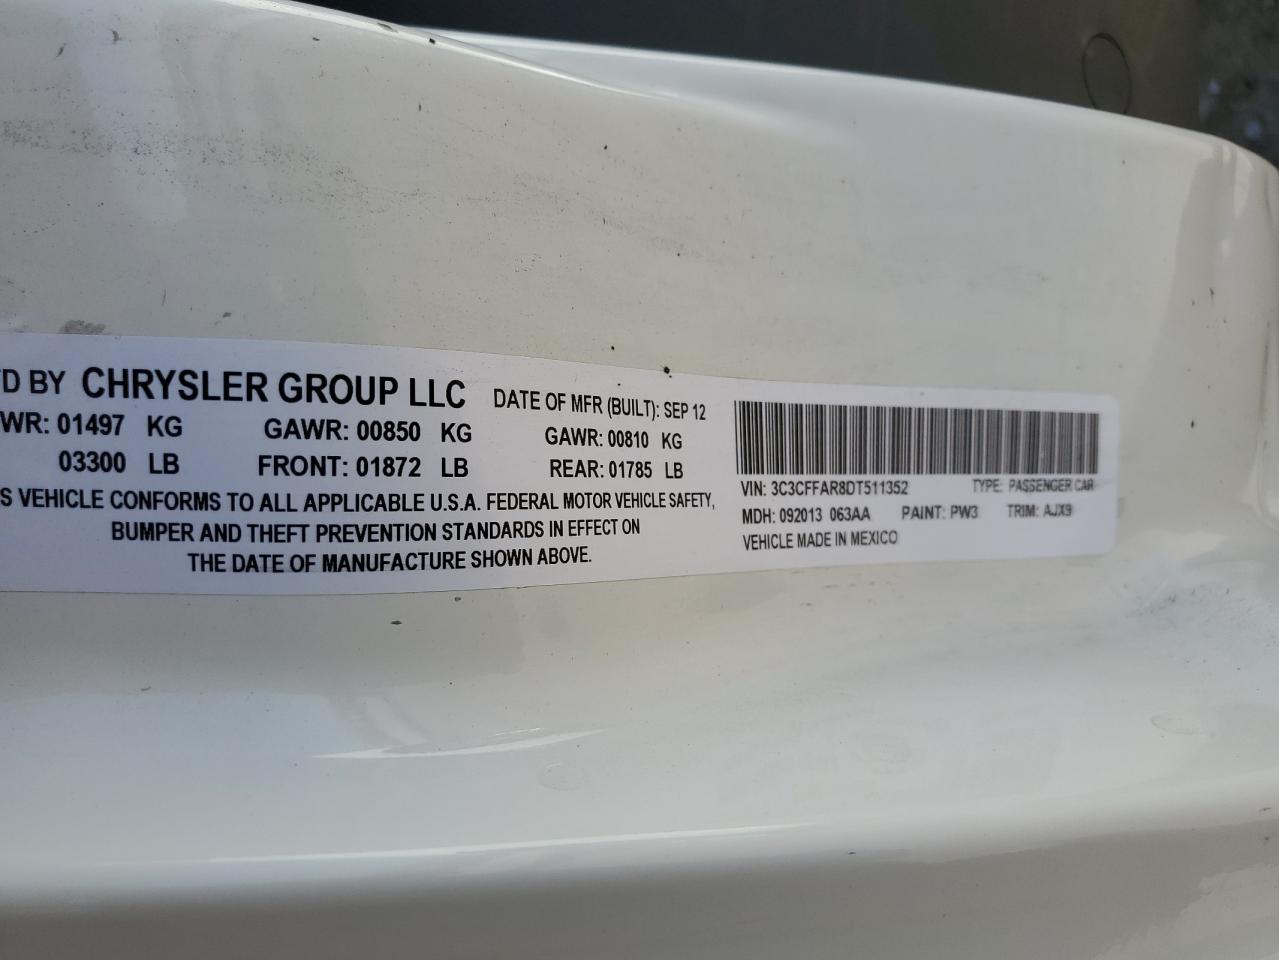 D BY CHRYSLER GROUP LLC DATE OF MFR (BUILT): SEP 12
WR: 01497 KG GAWR: 00850 KG GAWR: 00810 KG
03300 LB FRONT: 01872 LB REAR: 01785 LB
S VEHICLE CONFORMS TO ALL APPLICABLE U.S.A. FEDERAL MOTOR VEHICLE SAFETY,
BUMPER AND THEFT PREVENTION STANDARDS IN EFFECT ON
THE DATE OF MANUFACTURE SHOWN ABOVE.
VIN: 3C3CFFAR8DT511352 TYPE: PASSENGER CAR
MDH: 092013 063AA PAINT: PW3 TRIM: AJX9
VEHICLE MADE IN MEXICO